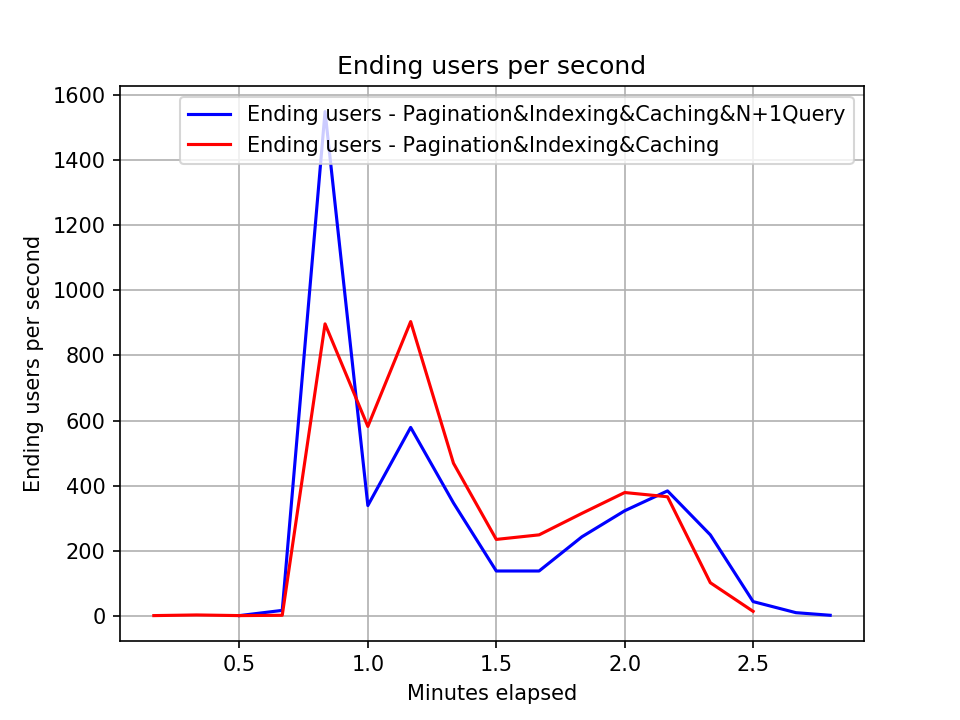 Ending users per second
Ending users - Pagination&Indexing&Caching&N+1Query
Ending users - Pagination&Indexing&Caching
Ending users per second
1600
1400
1200
1000
800
600
400
200
0
0.5 1.0 1.5 2.0 2.5
Minutes elapsed